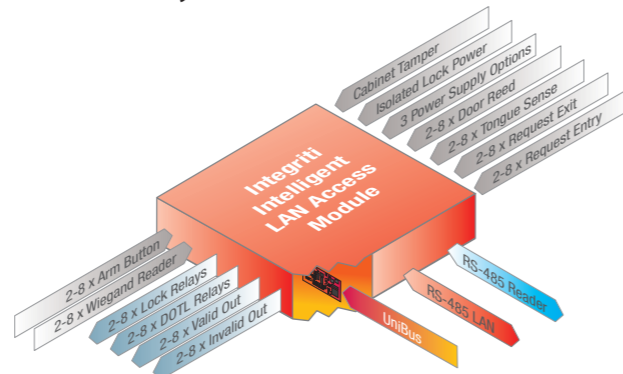 Cabinet Tamper
Isolated Lock Power
3 Power Supply Options
2-8 x Door Reed
2-8 x Tongue Sense
2-8 x Request Exit
2-8 x Request Entry
Integriti
Intelligent
LAN Access
Module
2-8 x Arm Button
2-8 x Wiegand Reader
2-8 x Lock Relays
2-8 x DOTL Relays
2-8 x Valid Out
2-8 x Invalid Out
UniBus
RS-485 LAN
RS-485 Reader